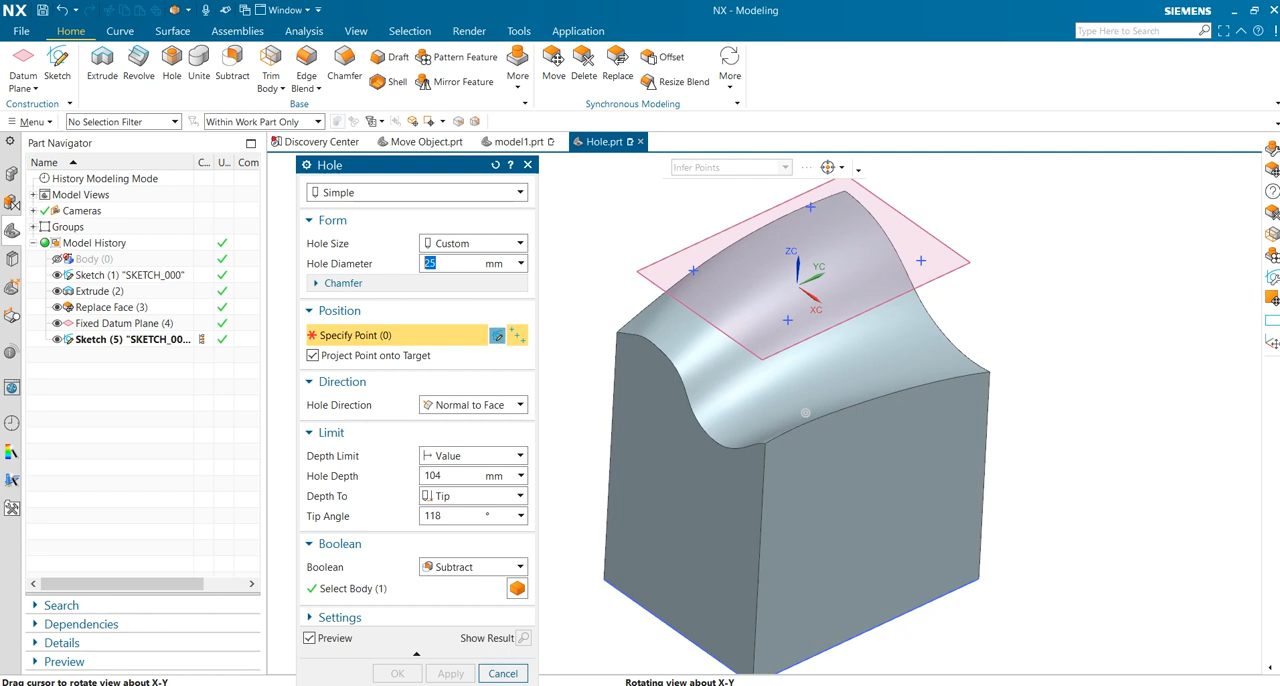 NX Window NX - Modeling SIEMENS
File Home Curve Surface Assemblies Analysis View Selection Render Tools Application Type Here to Search
Datum Plane Sketch Extrude Revolve Hole Unite Subtract Trim Body Edge Blend Chamfer Draft Shell Pattern Feature Mirror Feature More Move Delete Replace Offset Resize Blend More
Construction Base Synchronous Modeling
Menu No Selection Filter Within Work Part Only
Part Navigator Discovery Center Move Object.prt model1.prt Hole.prt
Name C... U... Com
History Modeling Mode
Model Views
Cameras
Groups
Model History
Body (0)
Sketch (1) "SKETCH_000"
Extrude (2)
Replace Face (3)
Fixed Datum Plane (4)
Sketch (5) "SKETCH_00...
Search
Dependencies
Details
Preview
Hole
Simple
Form
Hole Size Custom
Hole Diameter 25 mm
Chamfer
Position
* Specify Point (0)
Project Point onto Target
Direction
Hole Direction Normal to Face
Limit
Depth Limit Value
Hole Depth 104 mm
Depth To Tip
Tip Angle 118 °
Boolean
Boolean Subtract
Select Body (1)
Settings
Preview Show Result
OK Apply Cancel
Infer Points
ZC
YC
XC
Drag cursor to rotate view about X-Y Rotating view about X-Y